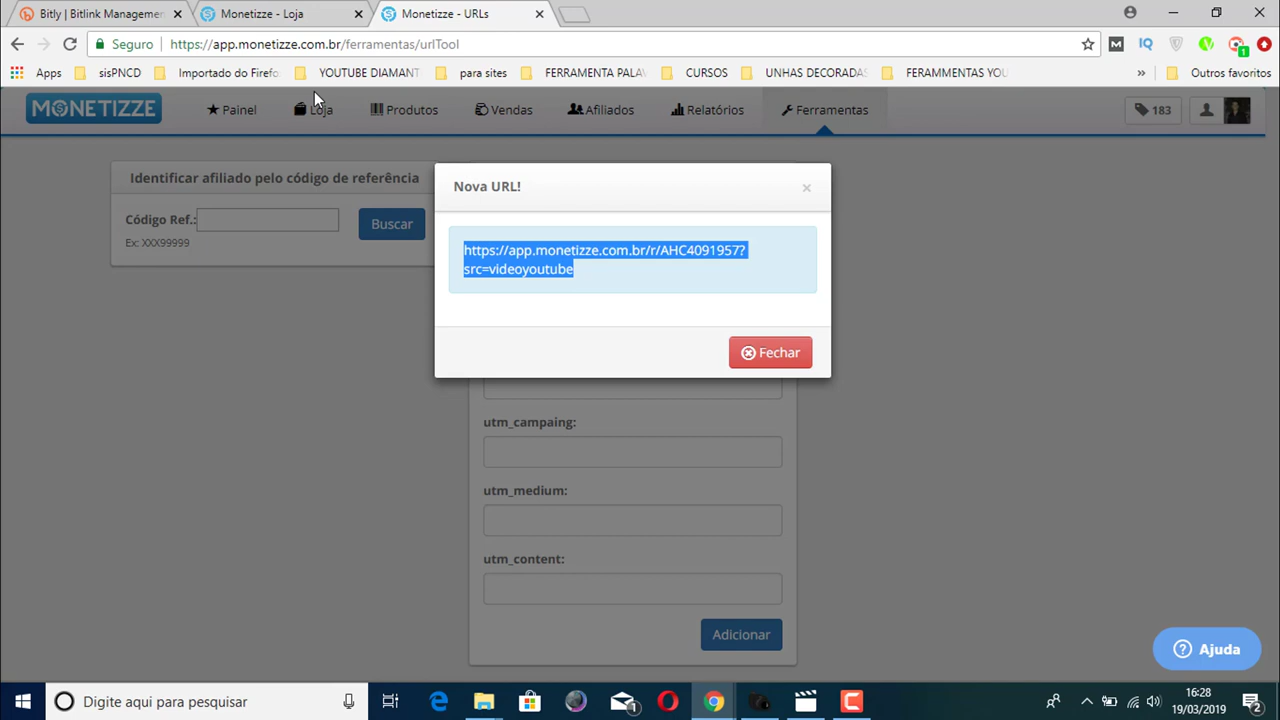 Bitly | Bitlink Managemen
Monetizze - Loja
Monetizze - URLs
Seguro
https://app.monetizze.com.br/ferramentas/urlTool
Apps
sisPNCD
Importado do Firefo
YOUTUBE DIAMANT
para sites
FERRAMENTA PALAV
CURSOS
UNHAS DECORADAS
FERAMMENTAS YOU
»
Outros favoritos
MONETIZZE
Painel
Loja
Produtos
Vendas
Afiliados
Relatórios
Ferramentas
183
Identificar afiliado pelo código de referência
Código Ref.:
Buscar
Ex: XXX99999
Nova URL!
×
https://app.monetizze.com.br/r/AHC4091957?
src=videoyoutube
Fechar
utm_campaing:
utm_medium:
utm_content:
Adicionar
Ajuda
Digite aqui para pesquisar
16:28
19/03/2019